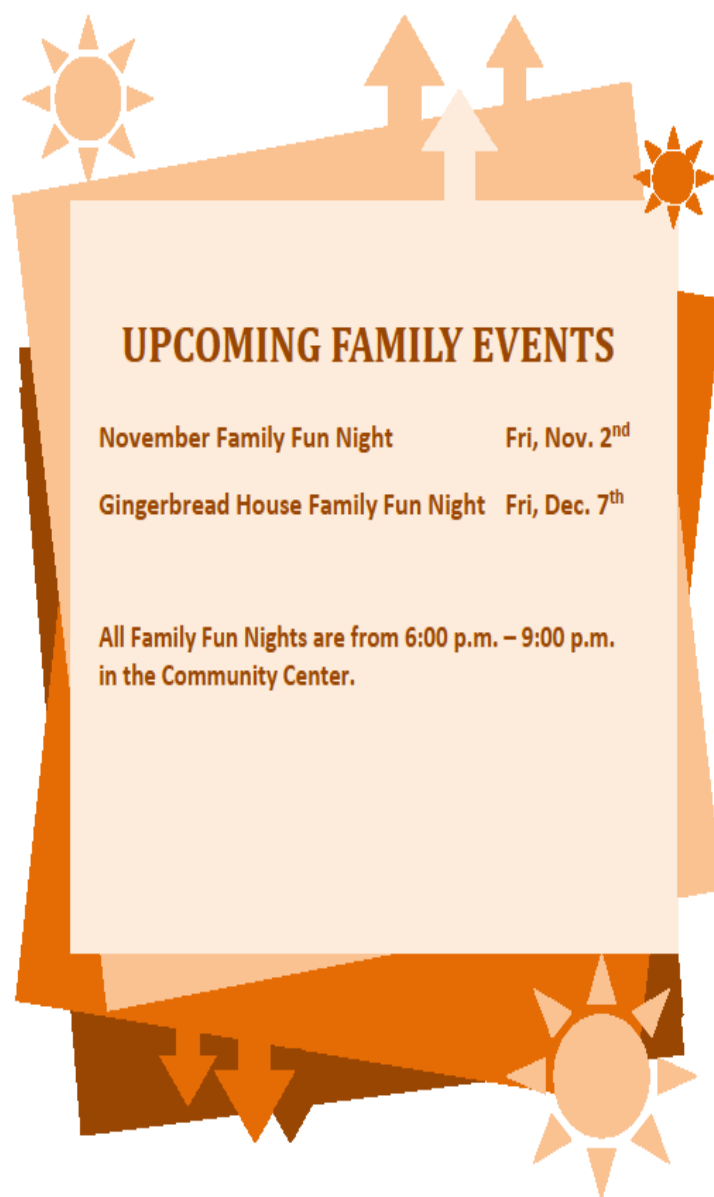 UPCOMING FAMILY EVENTS
November Family Fun Night Fri, Nov. 2nd
Gingerbread House Family Fun Night Fri, Dec. 7th
All Family Fun Nights are from 6:00 p.m. – 9:00 p.m.
in the Community Center.